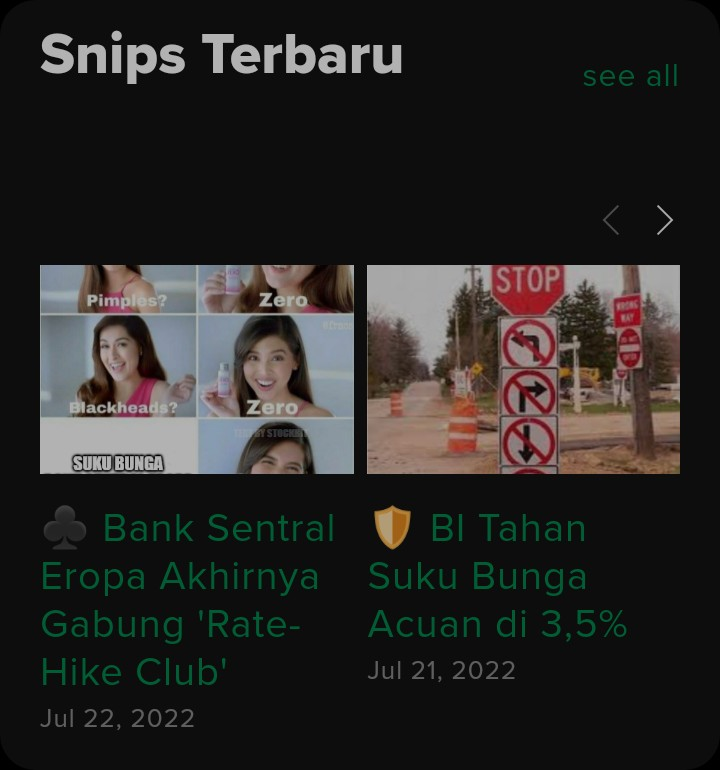 Snips Terbaru
see all
Pimples?
Zero
Blackheads?
Zero
SUKU BUNGA
STOP
WRONG
WAY
Bank Sentral
Eropa Akhirnya
Gabung 'Rate-
Hike Club'
Jul 22, 2022
BI Tahan
Suku Bunga
Acuan di 3,5%
Jul 21, 2022